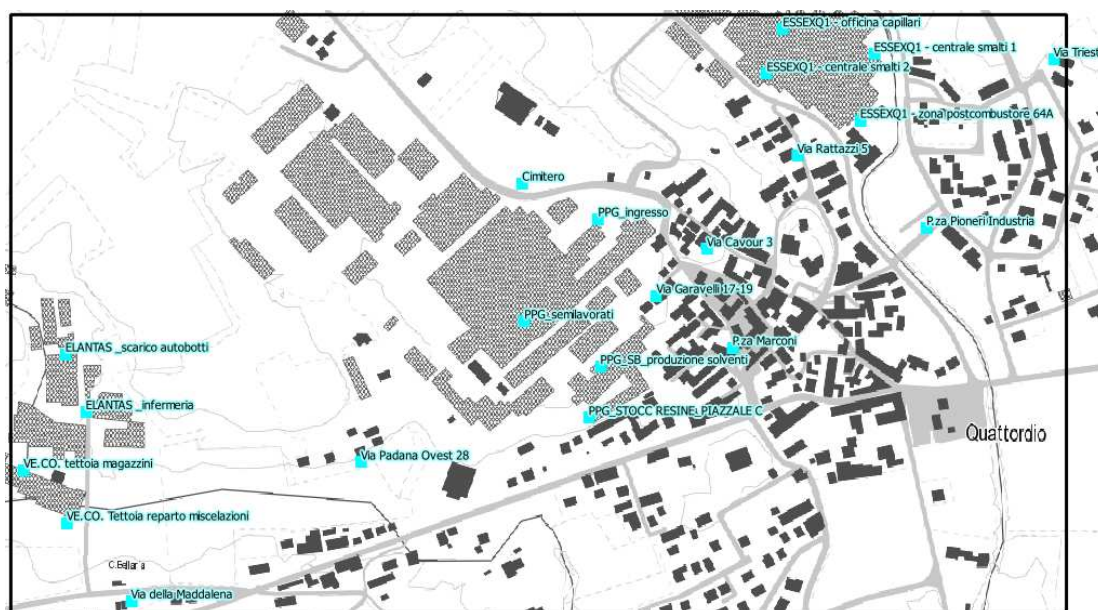 ESSEXQ1 - officina capillari
ESSEXQ1 - centrale smalti 1
Via Triest
ESSEXQ1 - centrale smalti 2
ESSEXQ1 - zona postcombustore 64A
Via Rattazzi 5
Cimitero
PPG_ingresso
P.za Pioneri Industria
Via Cavour 3
Via Garavelli 17-19
PPG_semilavorati
P.za Marconi
ELANTAS _scarico autobotti
PPG_SB_produzione solventi
ELANTAS _infermeria
PPG_STOCC RESINE-PIAZZALE C
Quattordio
Via Padana Ovest 28
VE.CO. tettoia magazzini
VE.CO. Tettoia reparto miscelazioni
Via della Maddalena